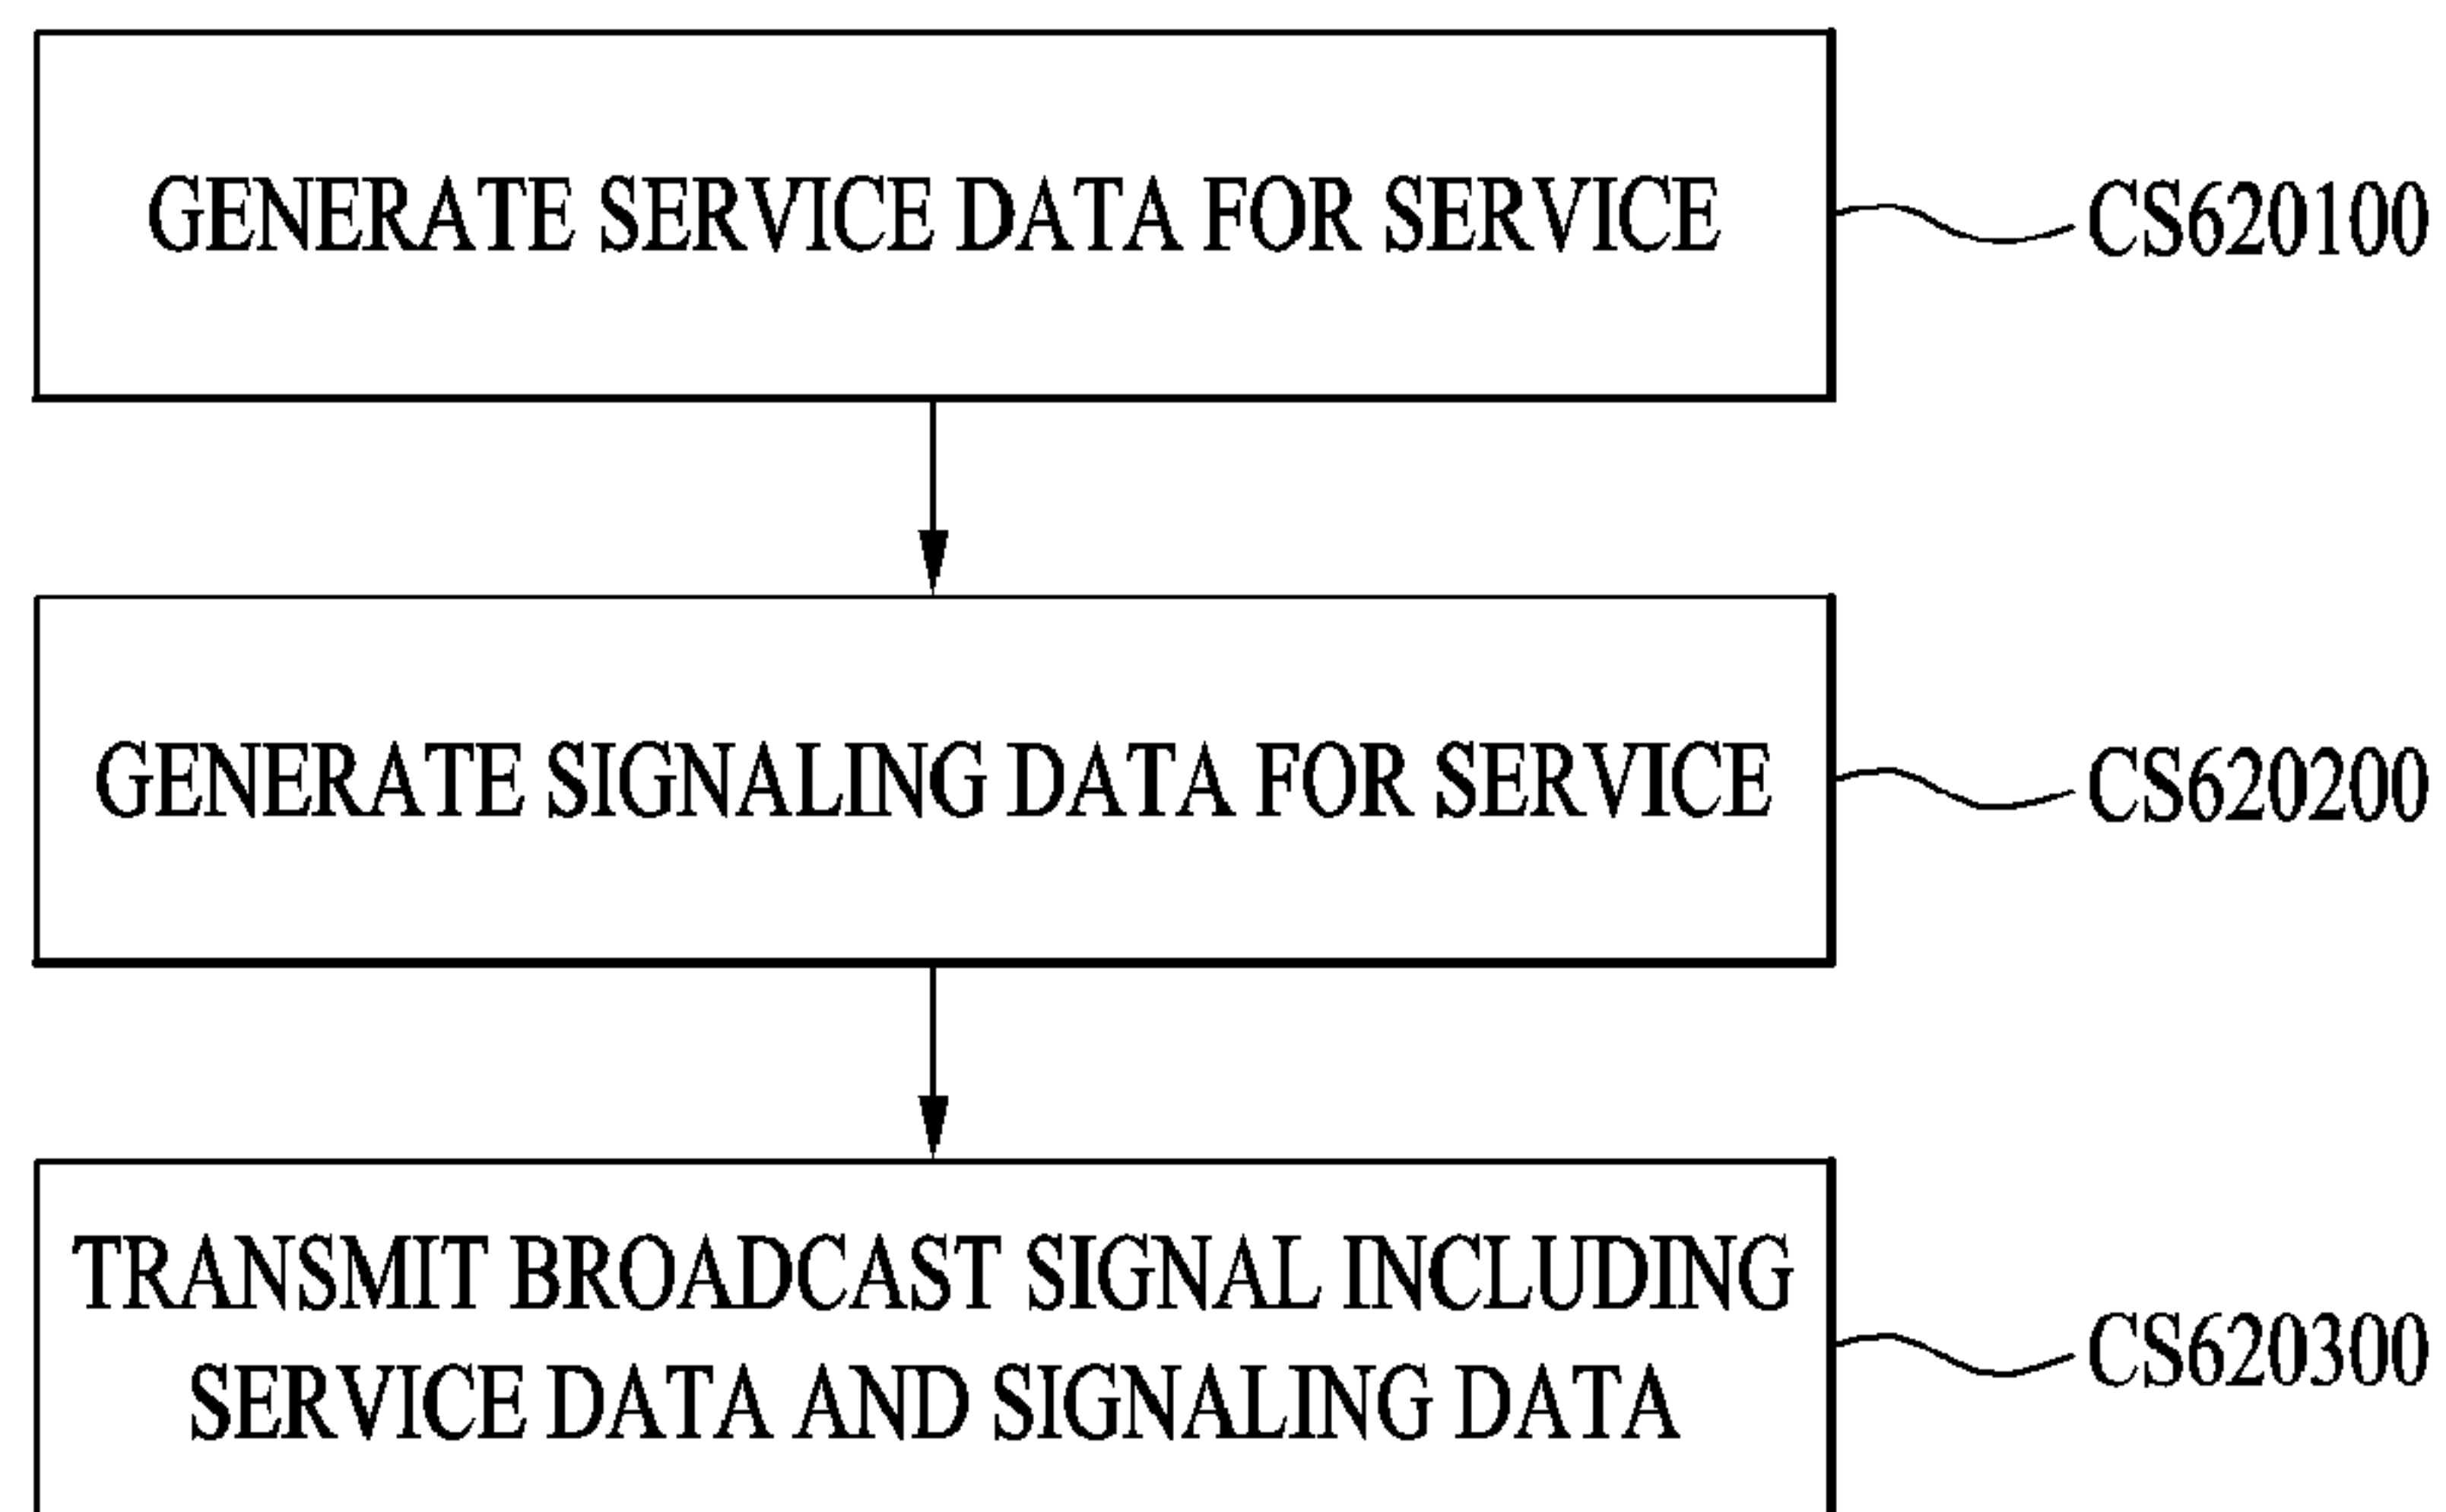 GENERATE SERVICE DATA FOR SERVICE
CS620100
GENERATE SIGNALING DATA FOR SERVICE
CS620200
TRANSMIT BROADCAST SIGNAL INCLUDING
SERVICE DATA AND SIGNALING DATA
CS620300